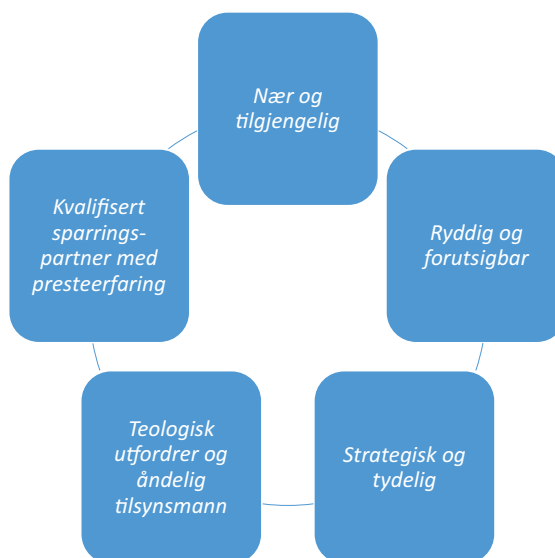 Nær og
tilgjengelig
Ryddig og
forutsigbar
Strategisk og
tydelig
Teologisk
utfordrer og
åndelig
tilsynsmann
Kvalifisert
sparrings-
partner med
presteerfaring